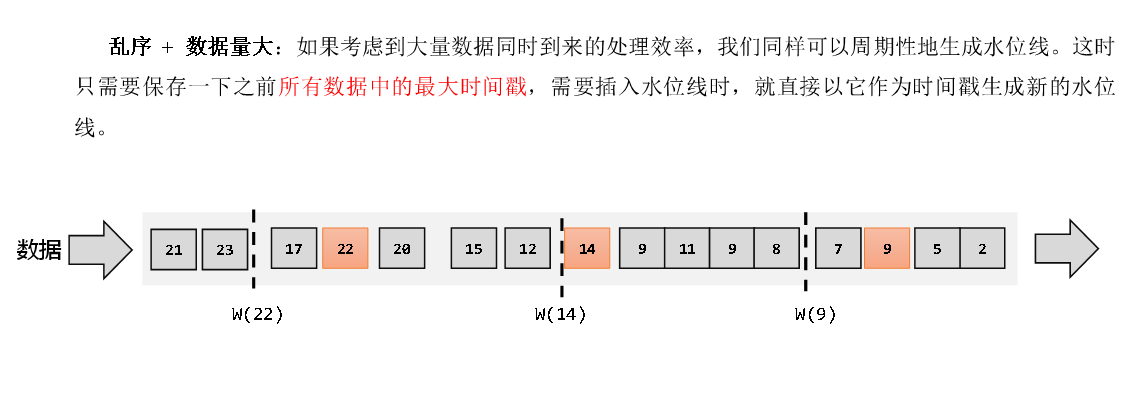 乱序 + 数据量大：如果考虑到大量数据同时到来的处理效率，我们同样可以周期性地生成水位线。这时
只需要保存一下之前所有数据中的最大时间戳，需要插入水位线时，就直接以它作为时间戳生成新的水位
线。
数据 21 23 17 22 20 15 12 14 9 11 9 8 7 9 5 2
W(22) W(14) W(9)